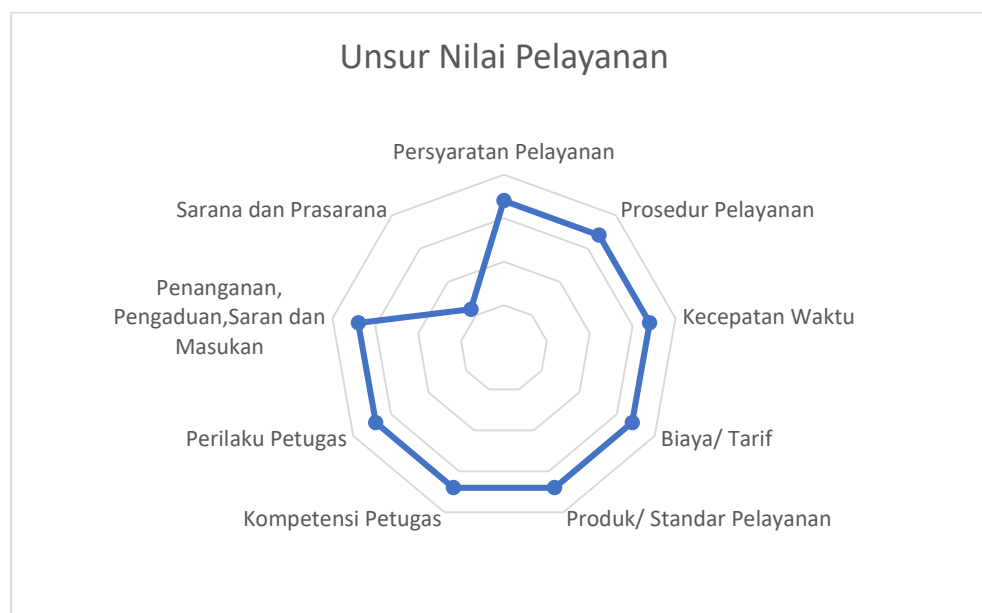 Unsur Nilai Pelayanan
Persyaratan Pelayanan
Prosedur Pelayanan
Kecepatan Waktu
Biaya/ Tarif
Produk/ Standar Pelayanan
Kompetensi Petugas
Perilaku Petugas
Penanganan,
Pengaduan,Saran dan
Masukan
Sarana dan Prasarana